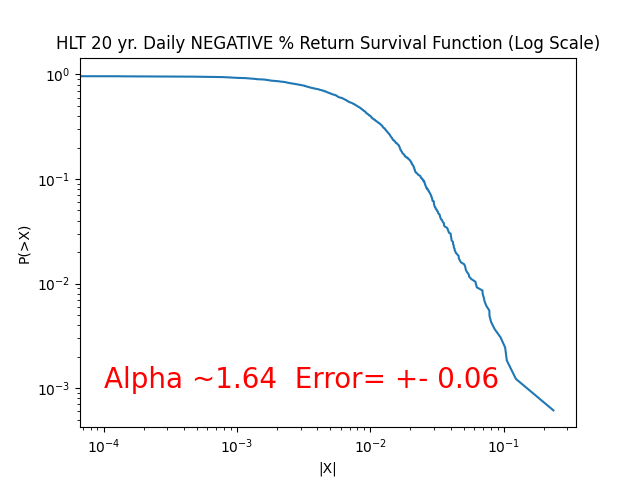 HLT 20 yr. Daily NEGATIVE % Return Survival Function (Log Scale)
10⁰
10⁻¹
10⁻²
10⁻³
P(>X)
Alpha ~1.64  Error= +- 0.06
10⁻⁴ 10⁻³ 10⁻² 10⁻¹
|X|